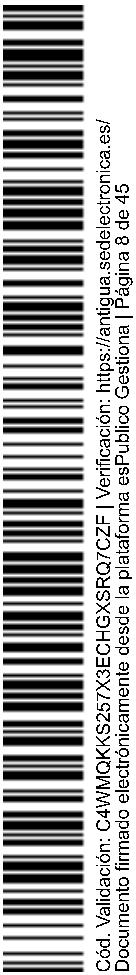 Cód. Validación: C4WMQKKS257X3ECHGXSRQ7CZF | Verificación: https://antigua.sedelectronica.es/
Documento firmado electrónicamente desde la plataforma esPublico Gestiona | Página 8 de 45